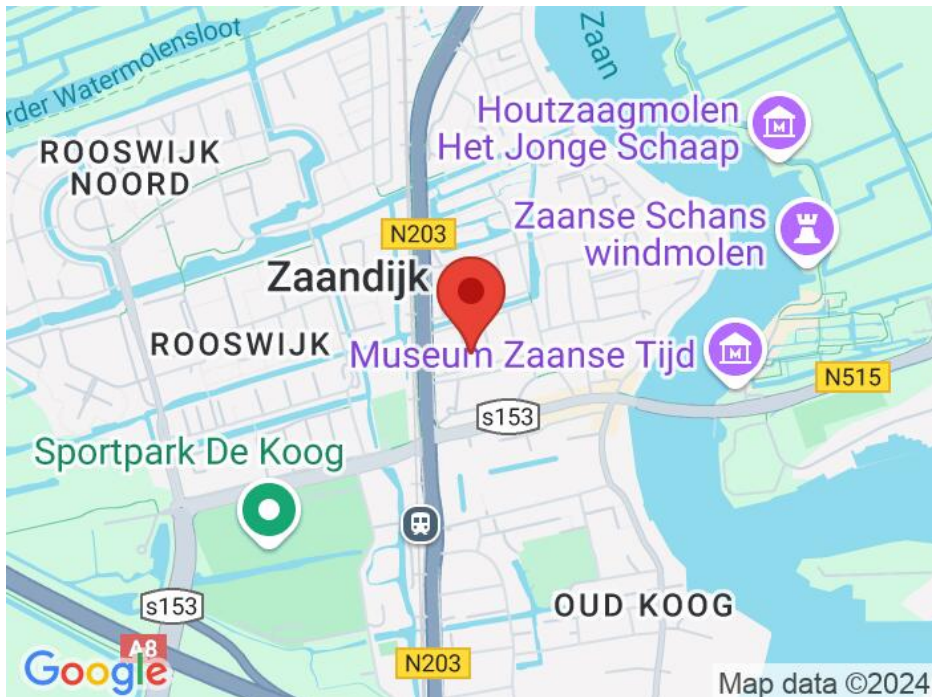 Zaan
rder Watermolensloot
Houtzaagmolen
Het Jonge Schaap
ROOSWIJK
NOORD
Zaanse Schans
windmolen
N203
Zaandijk
ROOSWIJK
Museum Zaanse Tijd
N515
s153
Sportpark De Koog
s153
OUD KOOG
A8
N203
Google
Map data ©2024